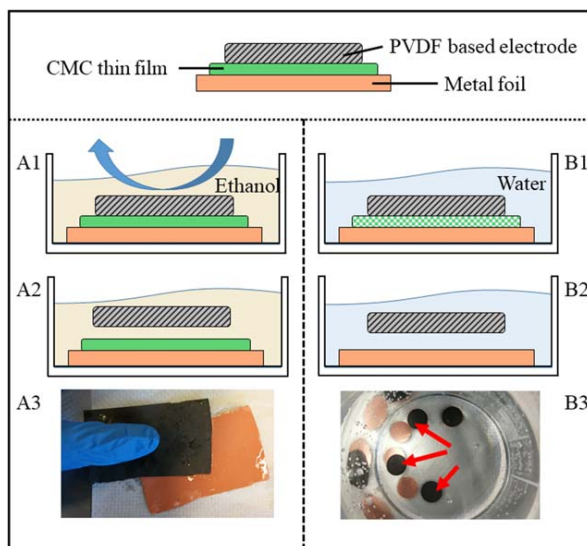 PVDF based electrode
CMC thin film
Metal foil
A1
Ethanol
B1
Water
A2
B2
A3
B3